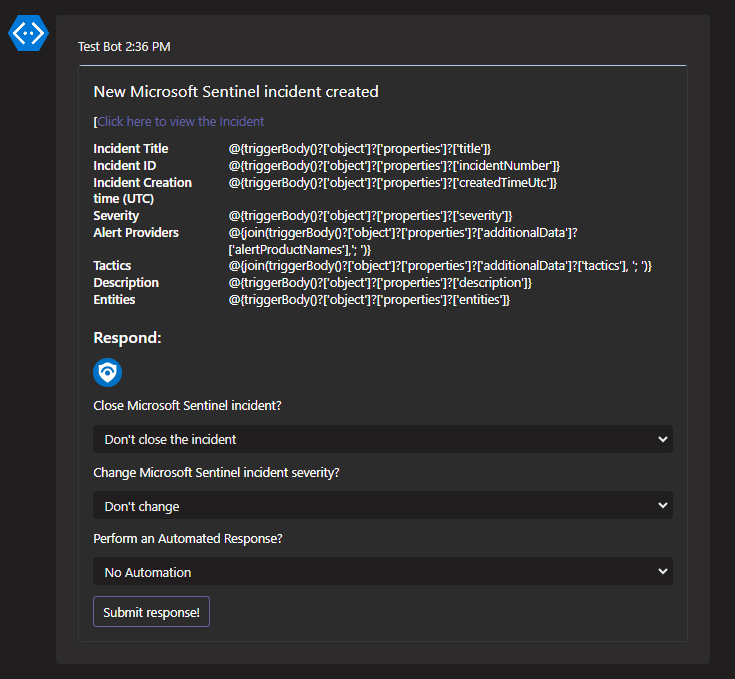 Test Bot 2:36 PM
New Microsoft Sentinel incident created
[Click here to view the Incident
Incident Title @{triggerBody()?['object']?['properties']?['title']}
Incident ID @{triggerBody()?['object']?['properties']?['incidentNumber']}
Incident Creation @{triggerBody()?['object']?['properties']?['createdTimeUtc']}
time (UTC)
Severity @{triggerBody()?['object']?['properties']?['severity']}
Alert Providers @{join(triggerBody()?['object']?['properties']?['additionalData']?
['alertProductNames'],'; ')}
Tactics @{join(triggerBody()?['object']?['properties']?['additionalData']?['tactics'], '; ')}
Description @{triggerBody()?['object']?['properties']?['description']}
Entities @{triggerBody()?['object']?['properties']?['entities']}
Respond:
Close Microsoft Sentinel incident?
Don't close the incident
Change Microsoft Sentinel incident severity?
Don't change
Perform an Automated Response?
No Automation
Submit response!